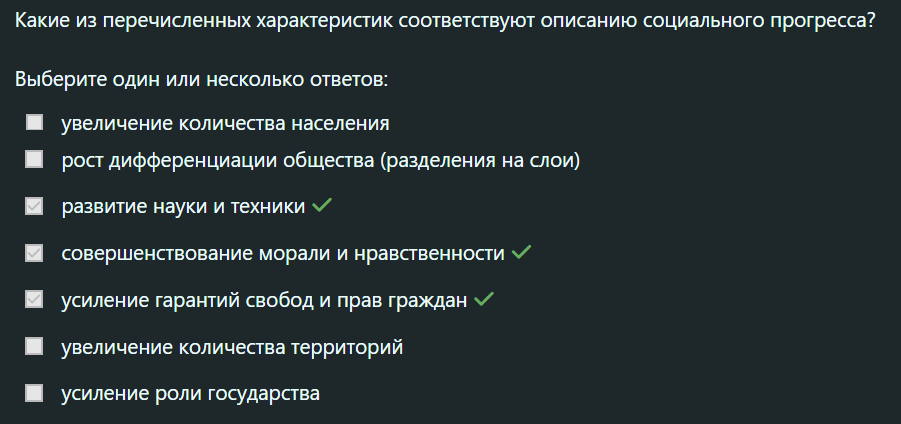 Какие из перечисленных характеристик соответствуют описанию социального прогресса?
Выберите один или несколько ответов:
увеличение количества населения
рост дифференциации общества (разделения на слои)
развитие науки и техники
совершенствование морали и нравственности
усиление гарантий свобод и прав граждан
увеличение количества территорий
усиление роли государства